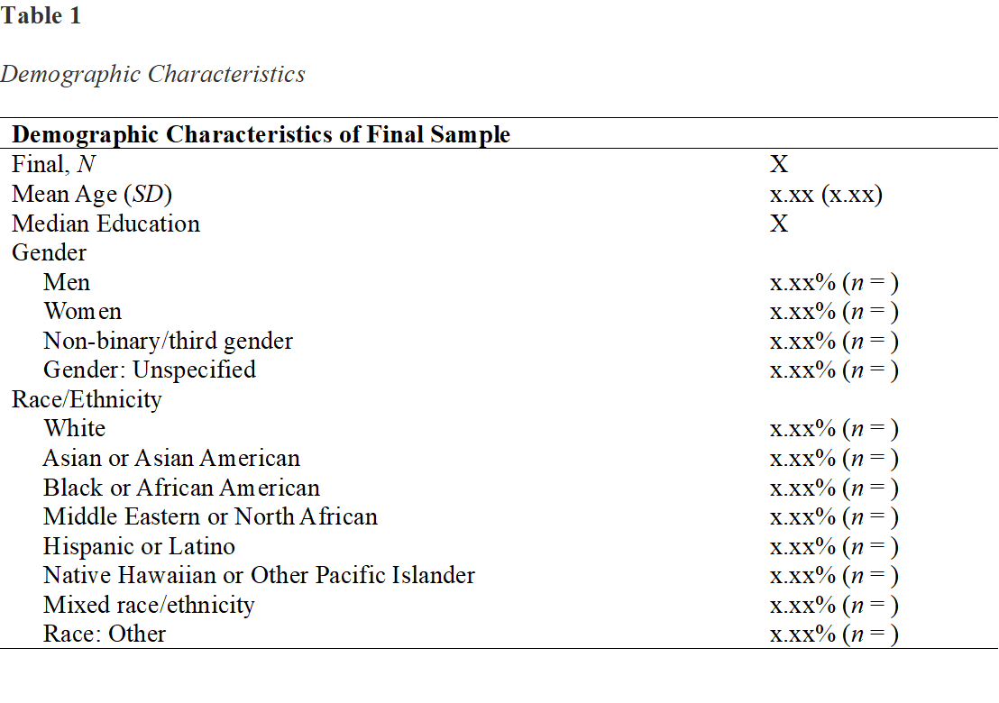 Table 1
Demographic Characteristics
Demographic Characteristics of Final Sample
Final, N X
Mean Age (SD) x.xx (x.xx)
Median Education X
Gender
Men x.xx% (n = )
Women x.xx% (n = )
Non-binary/third gender x.xx% (n = )
Gender: Unspecified x.xx% (n = )
Race/Ethnicity
White x.xx% (n = )
Asian or Asian American x.xx% (n = )
Black or African American x.xx% (n = )
Middle Eastern or North African x.xx% (n = )
Hispanic or Latino x.xx% (n = )
Native Hawaiian or Other Pacific Islander x.xx% (n = )
Mixed race/ethnicity x.xx% (n = )
Race: Other x.xx% (n = )